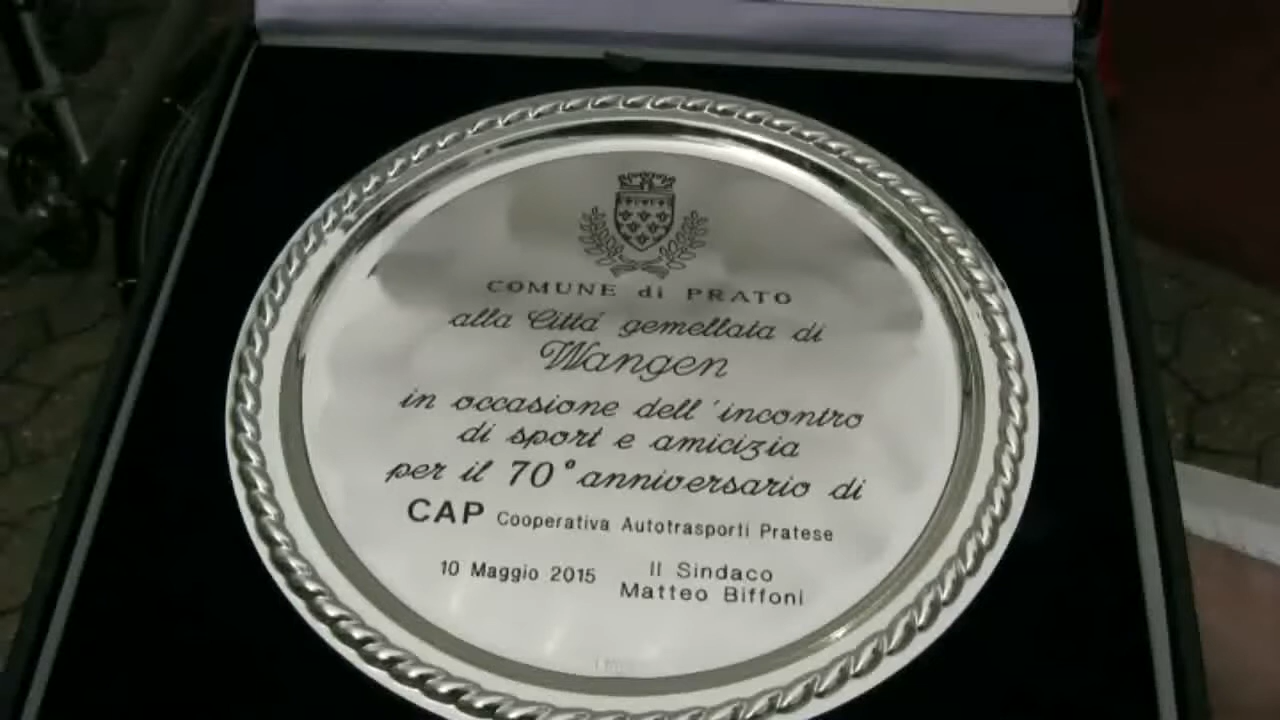 COMUNE di PRATO
alla Città gemellata di
Wangen
in occasione dell'incontro
di sport e amicizia
per il 70° anniversario di
CAP Cooperativa Autotrasporti Pratese
10 Maggio 2015
Il Sindaco
Matteo Biffoni